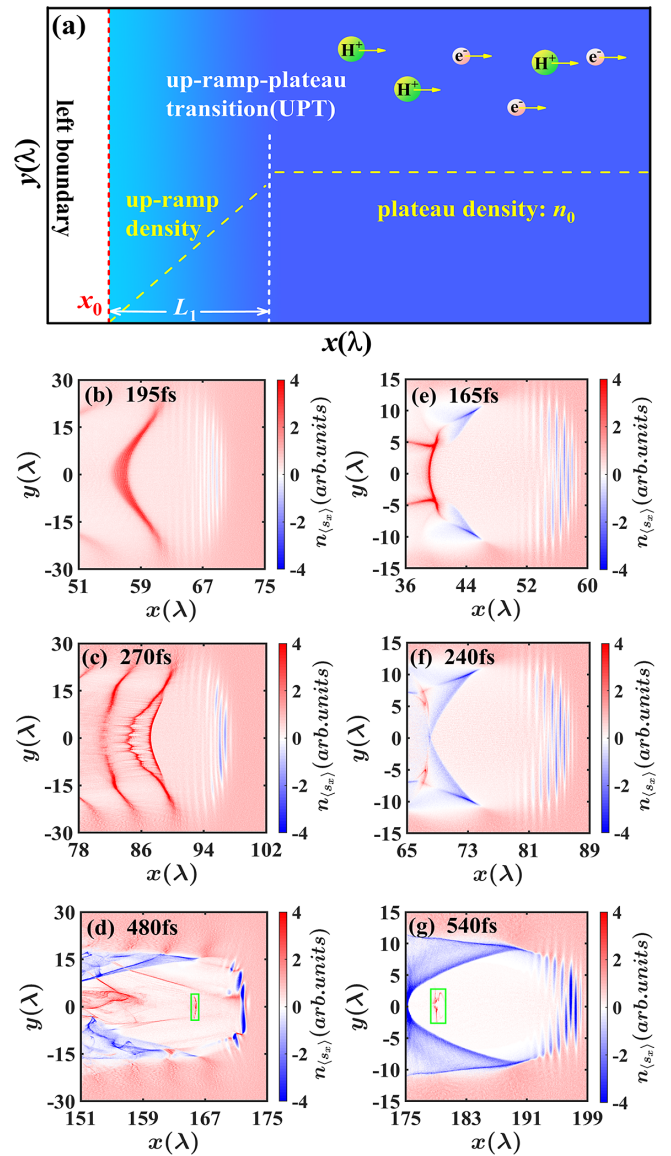 (a)
left boundary
y(λ)
up-ramp-plateau
transition(UPT)
H⁺
e⁻
H⁺
e⁻
H⁺
e⁻
up-ramp
density
plateau density: n₀
x₀
L₁
x(λ)
(b) 195fs
y(λ)
30
15
0
-15
-30
51 59 67 75
x(λ)
4
2
0
-2
-4
n⟨sₓ⟩(arb.units)
(e) 165fs
y(λ)
15
10
5
0
-5
-10
-15
36 44 52 60
x(λ)
4
2
0
-2
-4
n⟨sₓ⟩(arb.units)
(c) 270fs
y(λ)
30
15
0
-15
-30
78 86 94 102
x(λ)
4
2
0
-2
-4
n⟨sₓ⟩(arb.units)
(f) 240fs
y(λ)
15
10
5
0
-5
-10
-15
65 73 81 89
x(λ)
4
2
0
-2
-4
n⟨sₓ⟩(arb.units)
(d) 480fs
y(λ)
30
15
0
-15
-30
151 159 167 175
x(λ)
4
2
0
-2
-4
n⟨sₓ⟩(arb.units)
(g) 540fs
y(λ)
15
10
5
0
-5
-10
-15
175 183 191 199
x(λ)
4
2
0
-2
-4
n⟨sₓ⟩(arb.units)